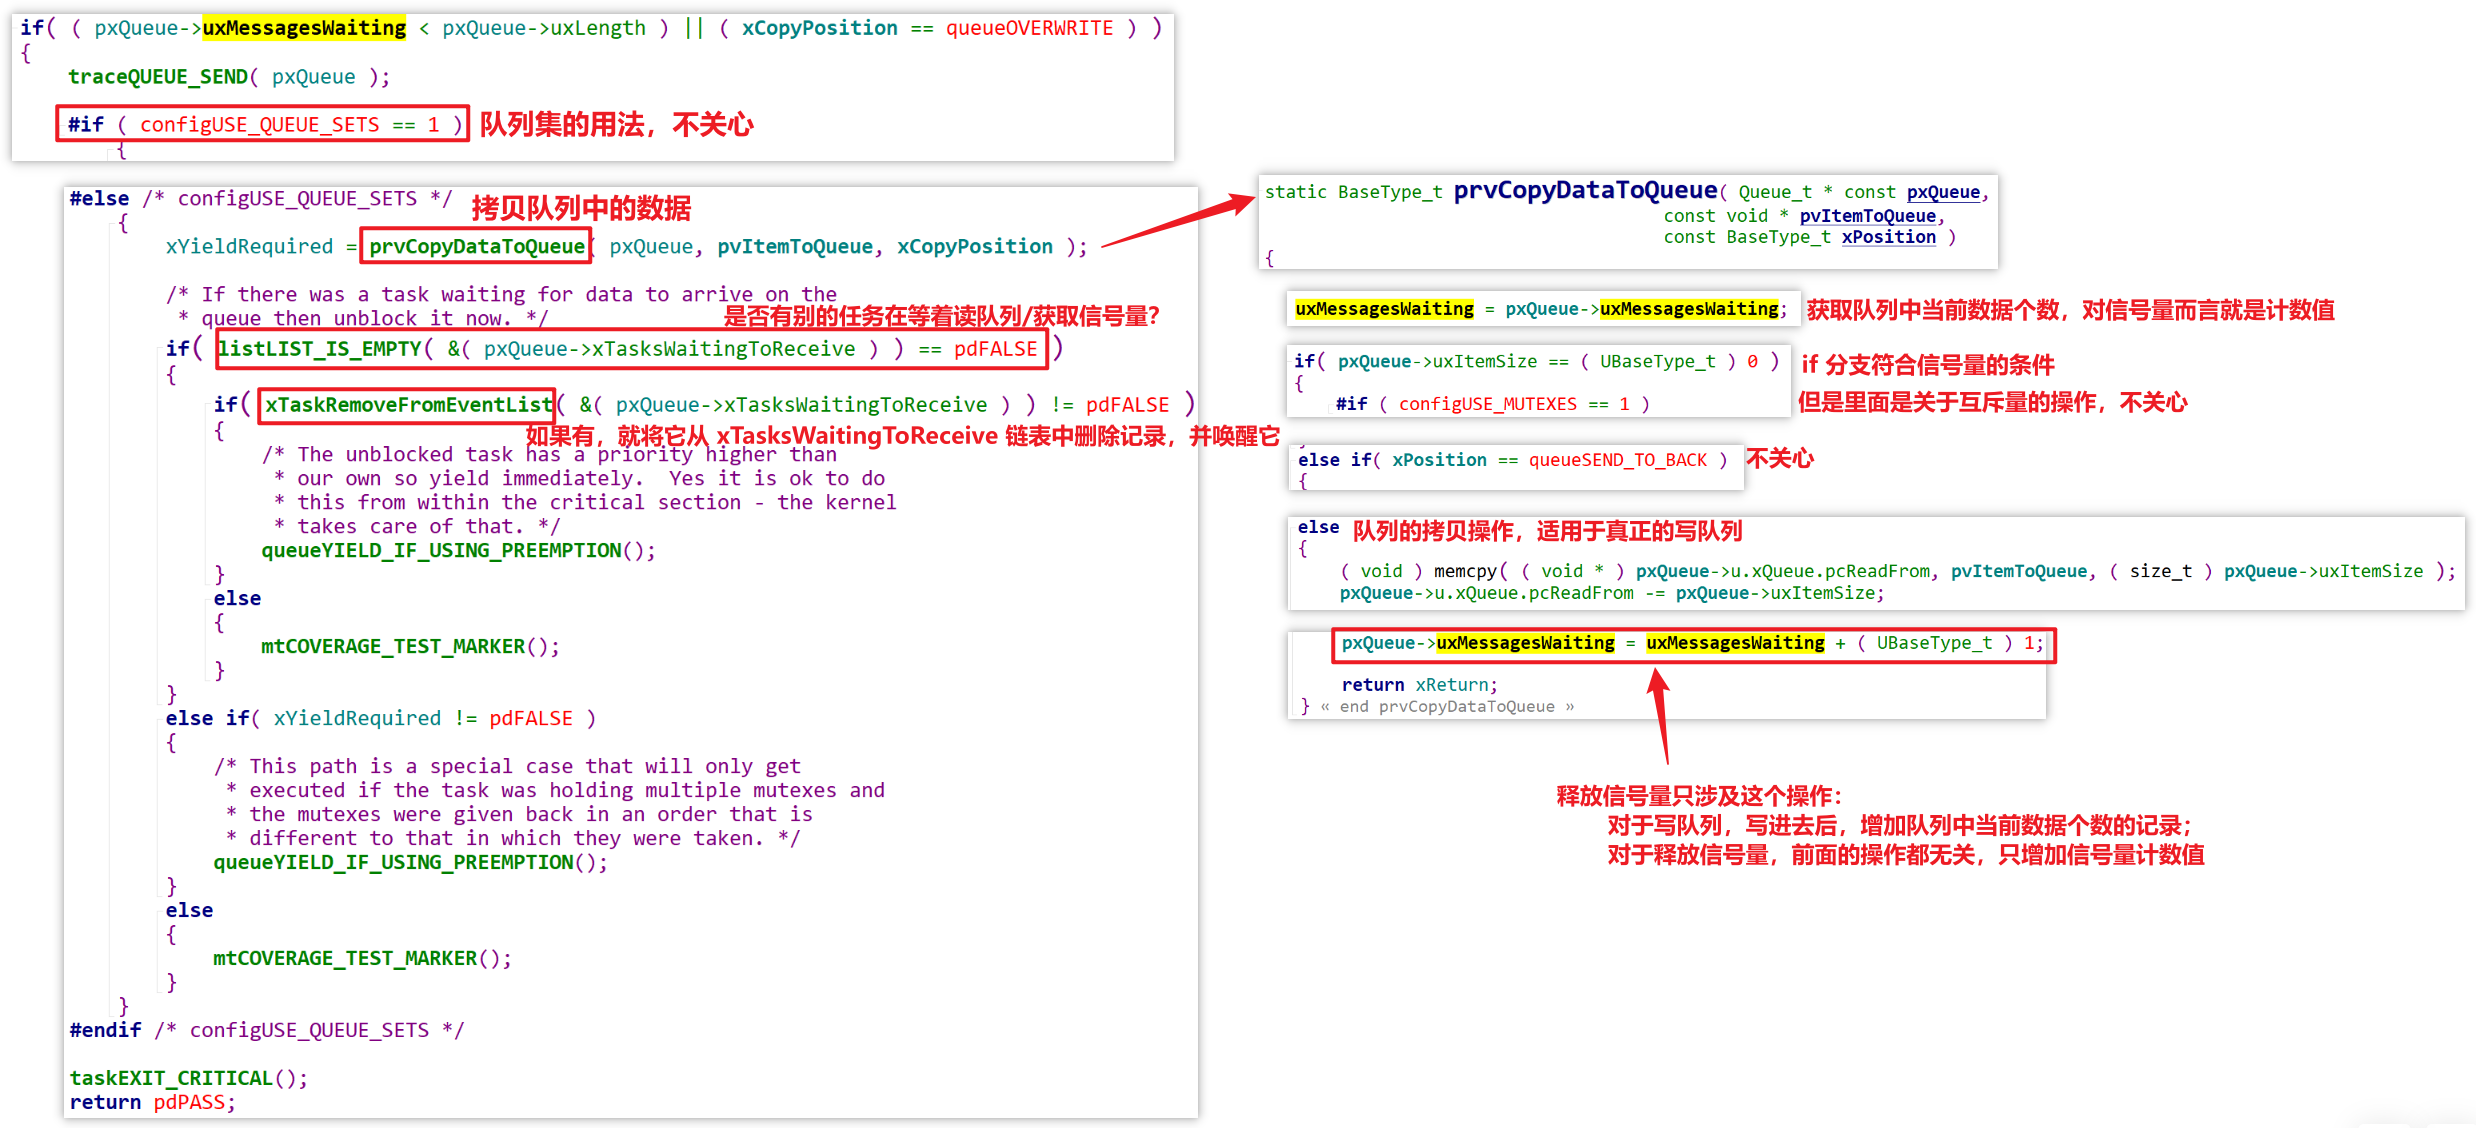 if( ( pxQueue->uxMessagesWaiting < pxQueue->uxLength ) || ( xCopyPosition == queueOVERWRITE ) )
{
traceQUEUE_SEND( pxQueue );
#if ( configUSE_QUEUE_SETS == 1 ) 队列集的用法，不关心
{
#else /* configUSE_QUEUE_SETS */
拷贝队列中的数据
{
xYieldRequired = prvCopyDataToQueue( pxQueue, pvItemToQueue, xCopyPosition );
/* If there was a task waiting for data to arrive on the
* queue then unblock it now. */
是否有别的任务在等着读队列/获取信号量?
if( listLIST_IS_EMPTY( &( pxQueue->xTasksWaitingToReceive ) ) == pdFALSE )
{
if( xTaskRemoveFromEventList( &( pxQueue->xTasksWaitingToReceive ) ) != pdFALSE )
{
如果有，就将它从 xTasksWaitingToReceive 链表中删除记录，并唤醒它
/* The unblocked task has a priority higher than
* our own so yield immediately.  Yes it is ok to do
* this from within the critical section - the kernel
* takes care of that. */
queueYIELD_IF_USING_PREEMPTION();
}
else
{
mtCOVERAGE_TEST_MARKER();
}
}
else if( xYieldRequired != pdFALSE )
{
/* This path is a special case that will only get
* executed if the task was holding multiple mutexes and
* the mutexes were given back in an order that is
* different to that in which they were taken. */
queueYIELD_IF_USING_PREEMPTION();
}
else
{
mtCOVERAGE_TEST_MARKER();
}
}
#endif /* configUSE_QUEUE_SETS */
taskEXIT_CRITICAL();
return pdPASS;
static BaseType_t prvCopyDataToQueue( Queue_t * const pxQueue,
const void * pvItemToQueue,
const BaseType_t xPosition )
{
uxMessagesWaiting = pxQueue->uxMessagesWaiting; 获取队列中当前数据个数，对信号量而言就是计数值
if( pxQueue->uxItemSize == ( UBaseType_t ) 0 ) if 分支符合信号量的条件
{
#if ( configUSE_MUTEXES == 1 ) 但是里面是关于互斥量的操作，不关心
else if( xPosition == queueSEND_TO_BACK ) 不关心
{
else 队列的拷贝操作，适用于真正的写队列
{
( void ) memcpy( ( void * ) pxQueue->u.xQueue.pcReadFrom, pvItemToQueue, ( size_t ) pxQueue->uxItemSize );
pxQueue->u.xQueue.pcReadFrom -= pxQueue->uxItemSize;
pxQueue->uxMessagesWaiting = uxMessagesWaiting + ( UBaseType_t ) 1;
return xReturn;
} « end prvCopyDataToQueue »
释放信号量只涉及这个操作：
对于写队列，写进去后，增加队列中当前数据个数的记录；
对于释放信号量，前面的操作都无关，只增加信号量计数值